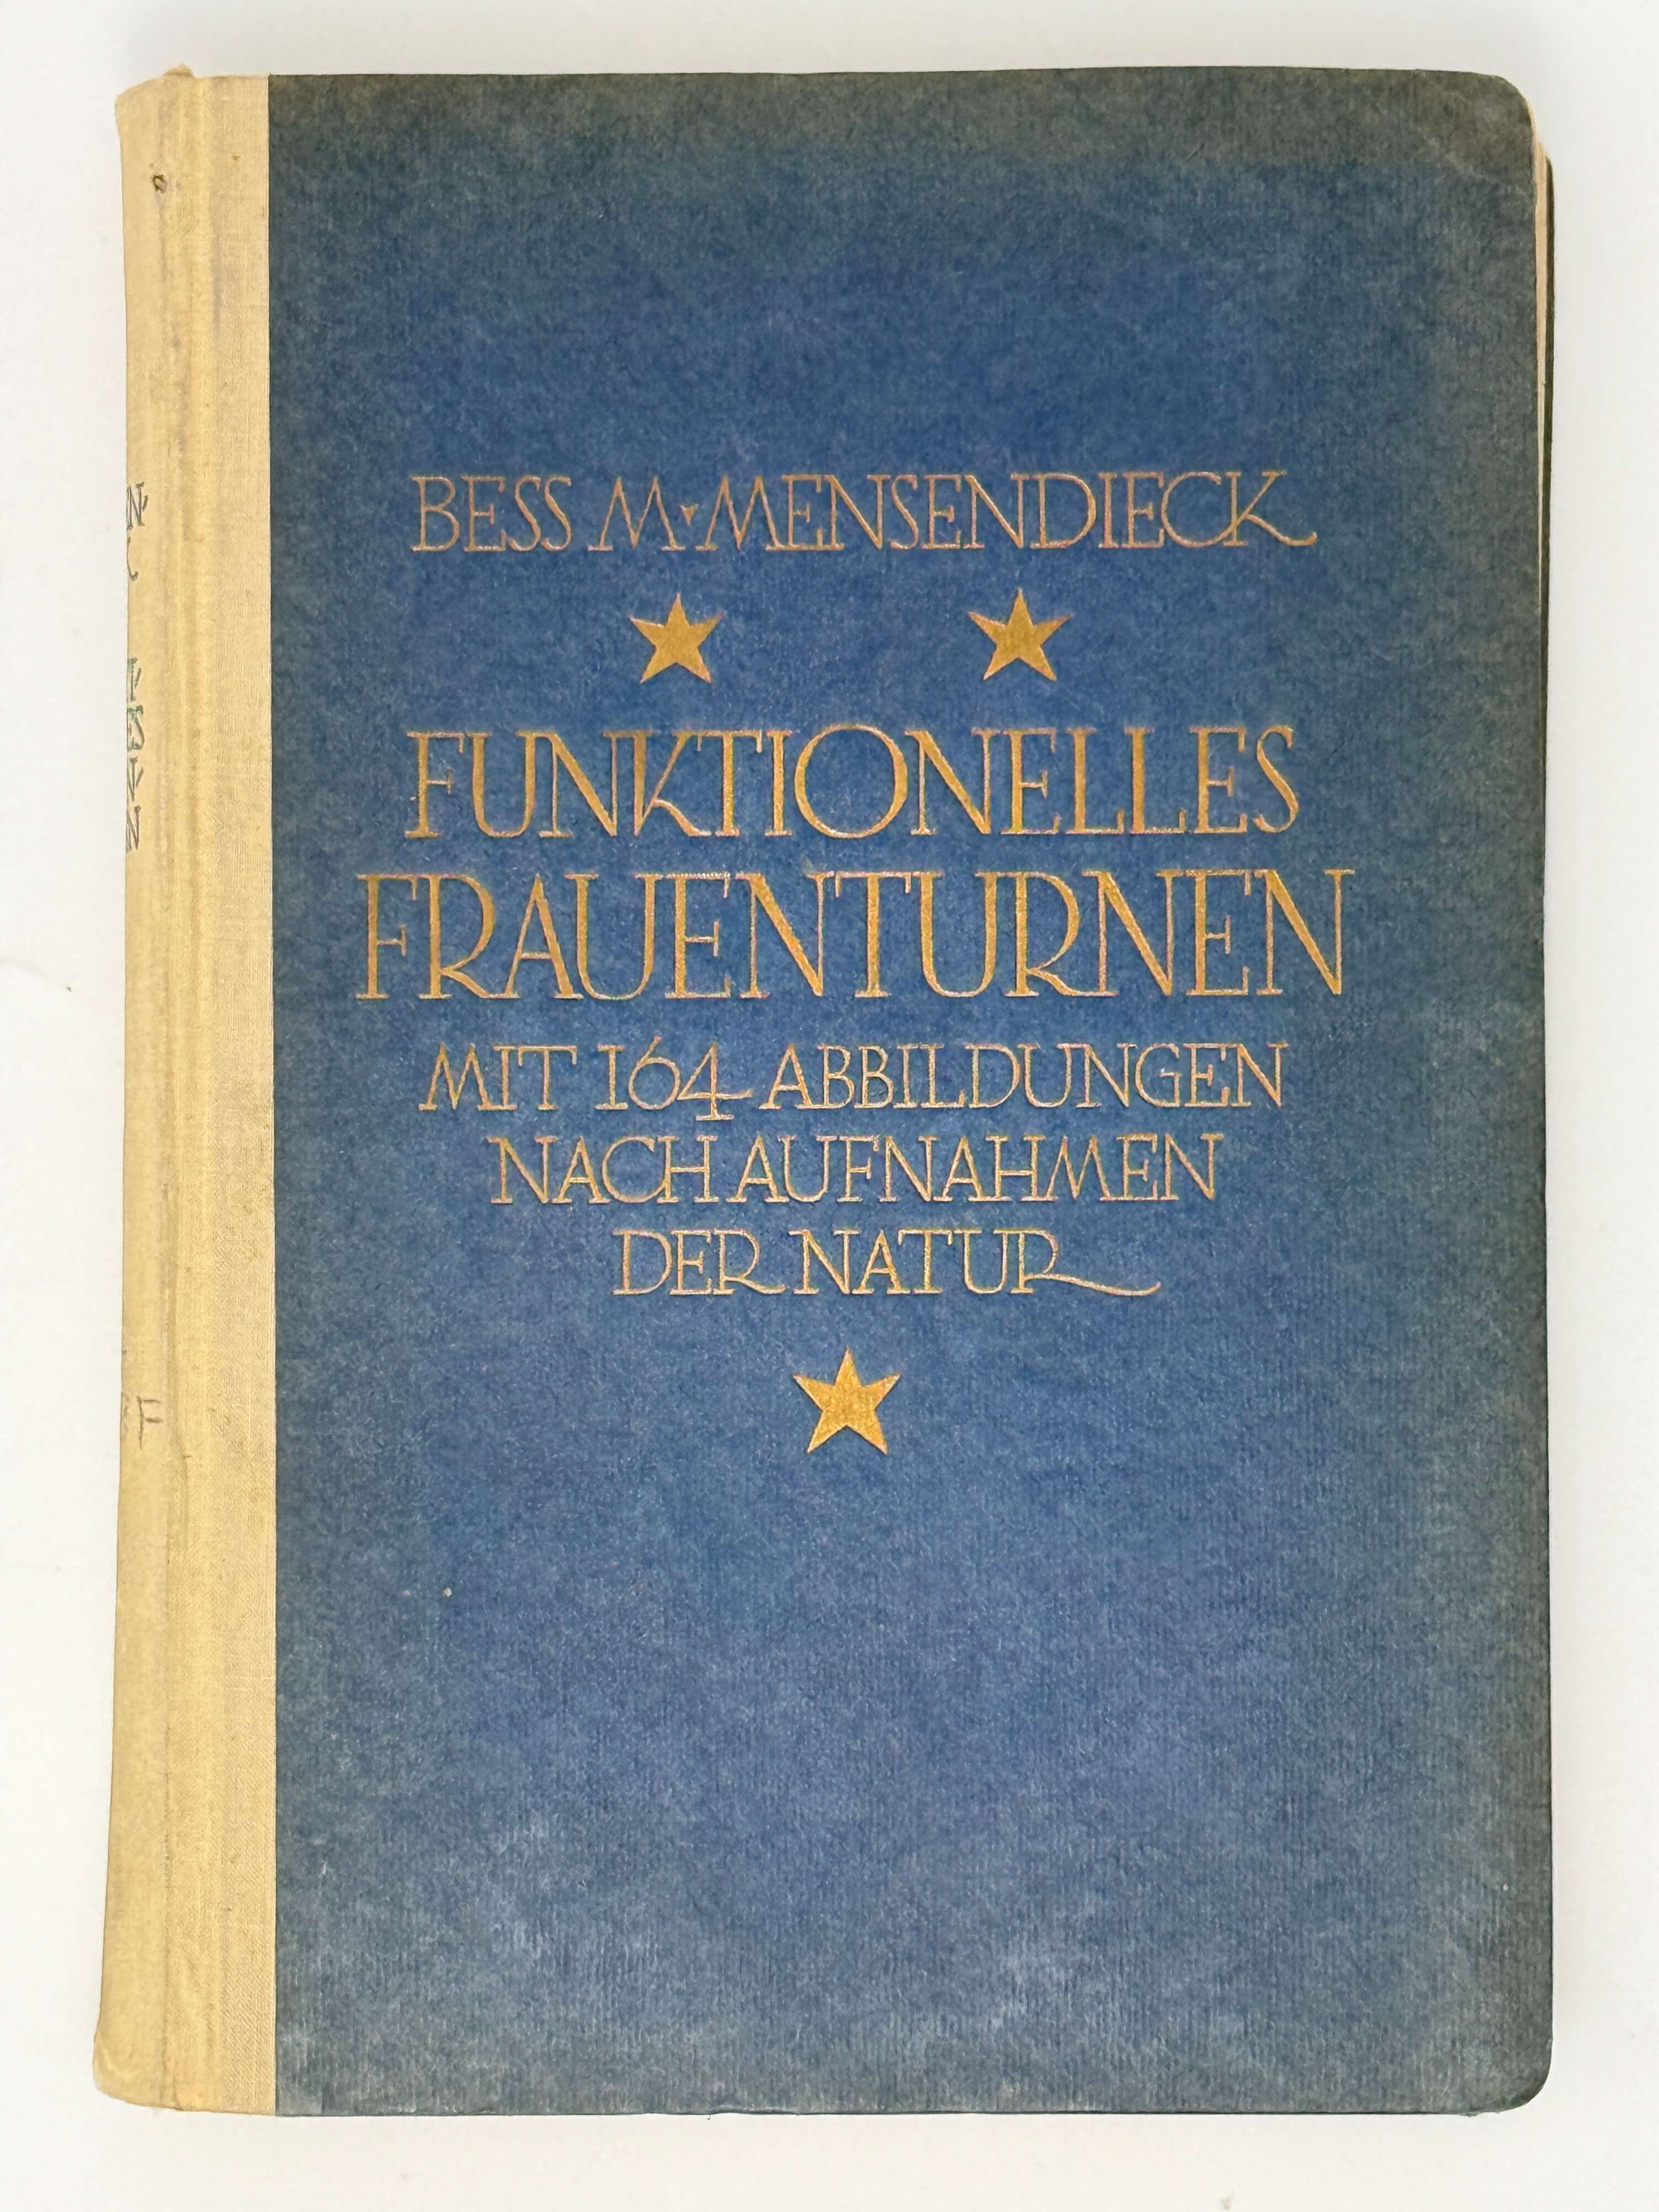 BESS M. MENSENDIECK
FUNKTIONELLES
FRAUENTURNEN
MIT 164 ABBILDUNGEN
NACH AUFNAHMEN
DER NATUR